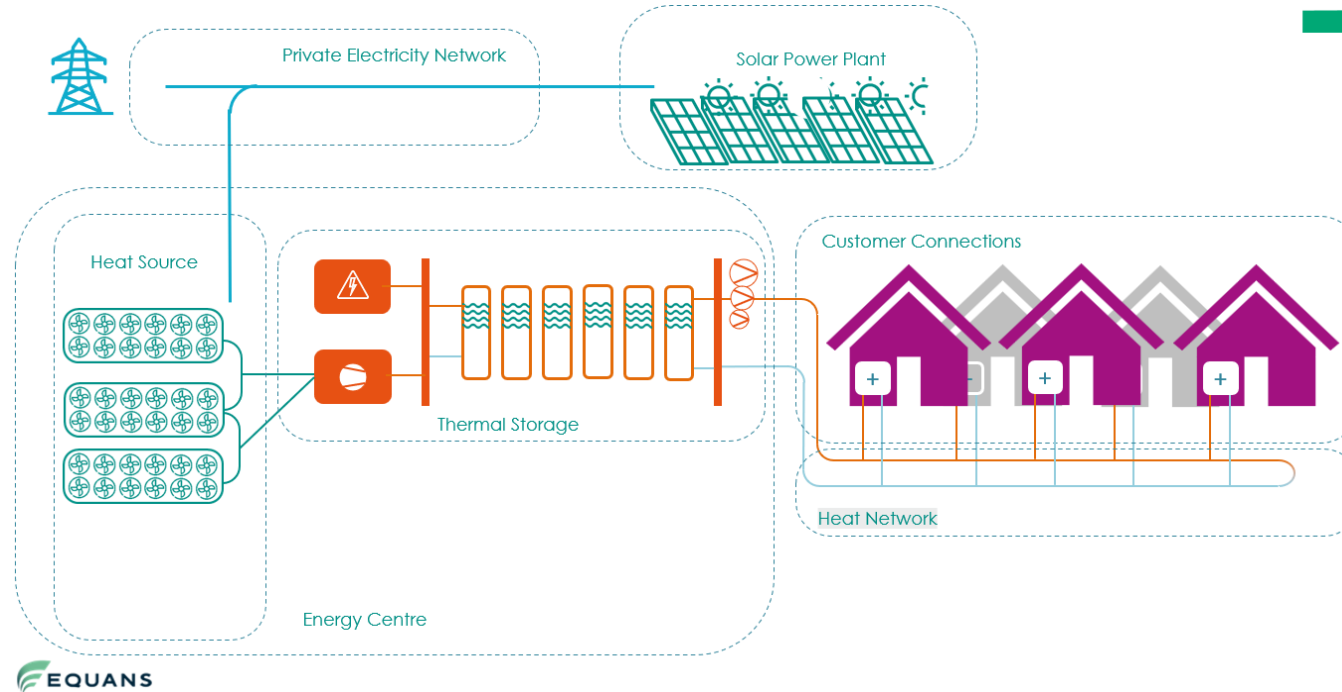 Private Electricity Network
Solar Power Plant
Heat Source
Customer Connections
Thermal Storage
Heat Network
Energy Centre
EQUANS